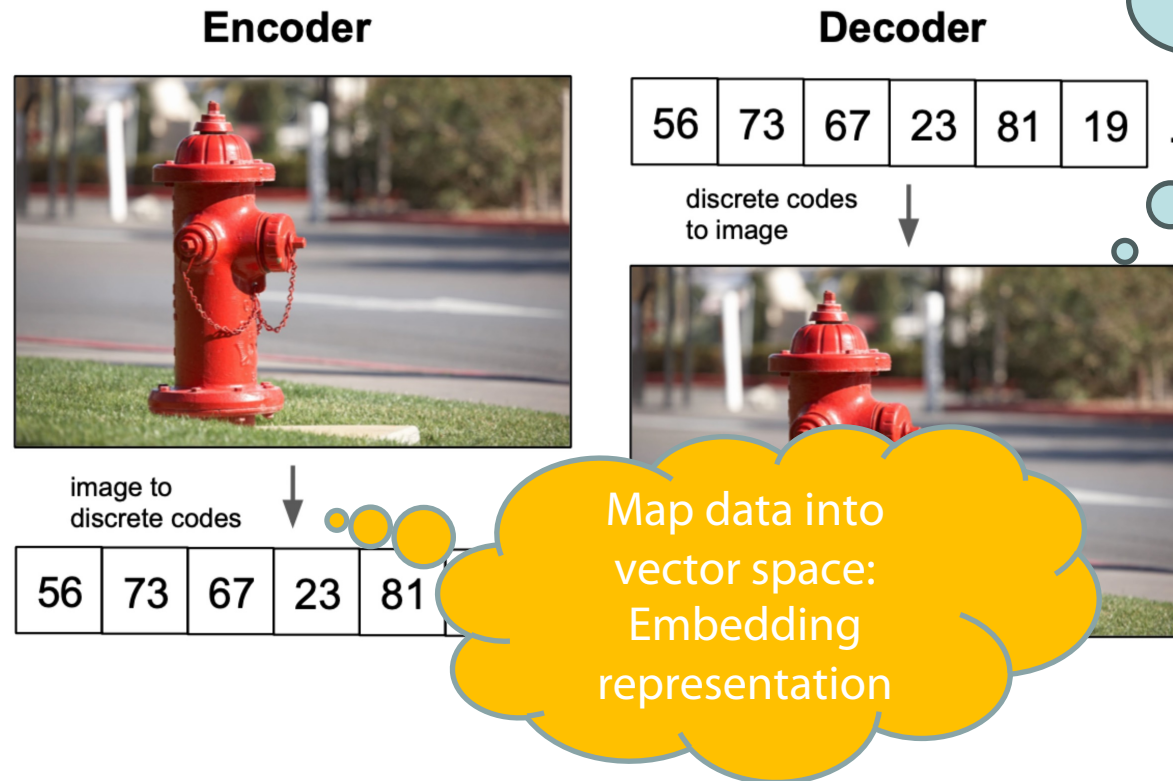 Encoder
image to
discrete codes
56 73 67 23 81
Decoder
56 73 67 23 81 19
discrete codes
to image
Map data into
vector space:
Embedding
representation